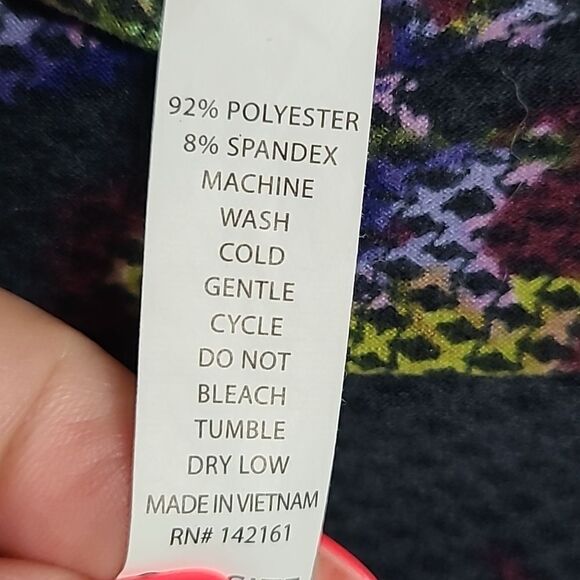 92% POLYESTER
8% SPANDEX
MACHINE
WASH
COLD
GENTLE
CYCLE
DO NOT
BLEACH
TUMBLE
DRY LOW
MADE IN VIETNAM
RN# 142161